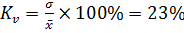 K_v = σ/x̄ × 100% = 23%